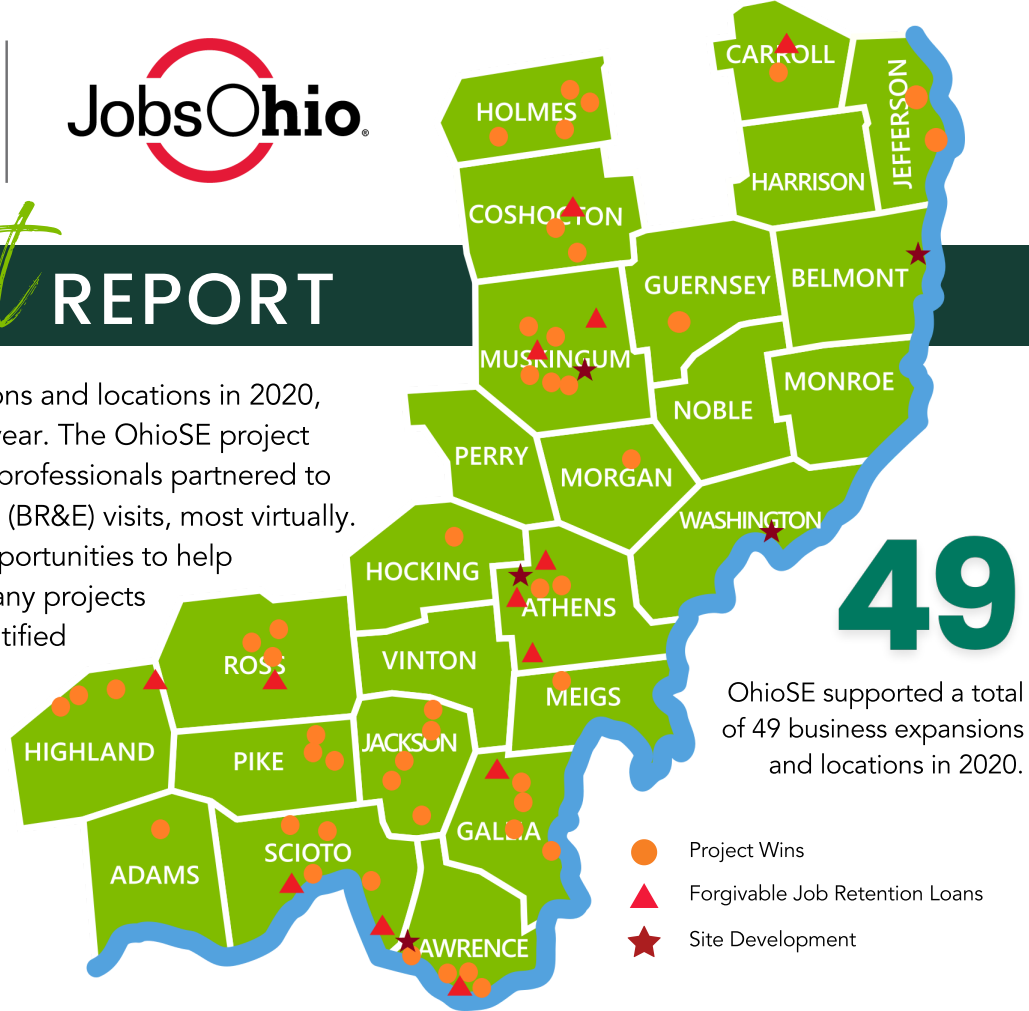 JobsOhio®
REPORT
ons and locations in 2020,
year. The OhioSE project
professionals partnered to
(BR&E) visits, most virtually.
portunities to help
any projects
tified
CARROLL
JEFFERSON
HOLMES
HARRISON
COSHOCTON
GUERNSEY
BELMONT
MUSKINGUM
MONROE
NOBLE
PERRY
MORGAN
WASHINGTON
HOCKING
ATHENS
ROSS
VINTON
MEIGS
HIGHLAND
PIKE
JACKSON
GALLIA
SCIOTO
ADAMS
LAWRENCE
49
OhioSE supported a total
of 49 business expansions
and locations in 2020.
Project Wins
Forgivable Job Retention Loans
Site Development